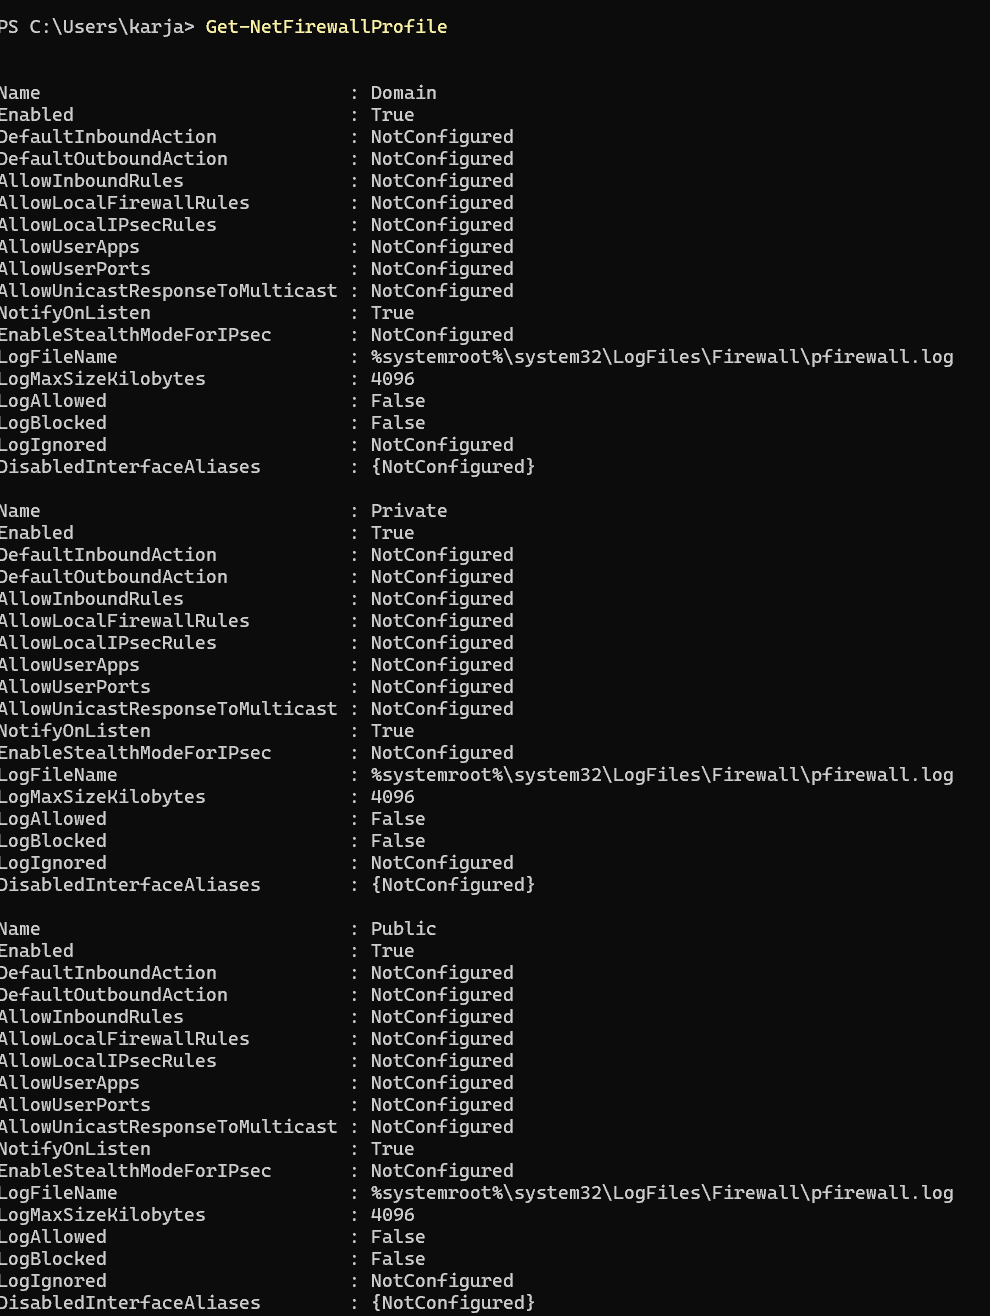 PS C:\Users\karja> Get-NetFirewallProfile
Name : Domain
Enabled : True
DefaultInboundAction : NotConfigured
DefaultOutboundAction : NotConfigured
AllowInboundRules : NotConfigured
AllowLocalFirewallRules : NotConfigured
AllowLocalIPsecRules : NotConfigured
AllowUserApps : NotConfigured
AllowUserPorts : NotConfigured
AllowUnicastResponseToMulticast : NotConfigured
NotifyOnListen : True
EnableStealthModeForIPsec : NotConfigured
LogFileName : %systemroot%\system32\LogFiles\Firewall\pfirewall.log
LogMaxSizeKilobytes : 4096
LogAllowed : False
LogBlocked : False
LogIgnored : NotConfigured
DisabledInterfaceAliases : {NotConfigured}
Name : Private
Enabled : True
DefaultInboundAction : NotConfigured
DefaultOutboundAction : NotConfigured
AllowInboundRules : NotConfigured
AllowLocalFirewallRules : NotConfigured
AllowLocalIPsecRules : NotConfigured
AllowUserApps : NotConfigured
AllowUserPorts : NotConfigured
AllowUnicastResponseToMulticast : NotConfigured
NotifyOnListen : True
EnableStealthModeForIPsec : NotConfigured
LogFileName : %systemroot%\system32\LogFiles\Firewall\pfirewall.log
LogMaxSizeKilobytes : 4096
LogAllowed : False
LogBlocked : False
LogIgnored : NotConfigured
DisabledInterfaceAliases : {NotConfigured}
Name : Public
Enabled : True
DefaultInboundAction : NotConfigured
DefaultOutboundAction : NotConfigured
AllowInboundRules : NotConfigured
AllowLocalFirewallRules : NotConfigured
AllowLocalIPsecRules : NotConfigured
AllowUserApps : NotConfigured
AllowUserPorts : NotConfigured
AllowUnicastResponseToMulticast : NotConfigured
NotifyOnListen : True
EnableStealthModeForIPsec : NotConfigured
LogFileName : %systemroot%\system32\LogFiles\Firewall\pfirewall.log
LogMaxSizeKilobytes : 4096
LogAllowed : False
LogBlocked : False
LogIgnored : NotConfigured
DisabledInterfaceAliases : {NotConfigured}